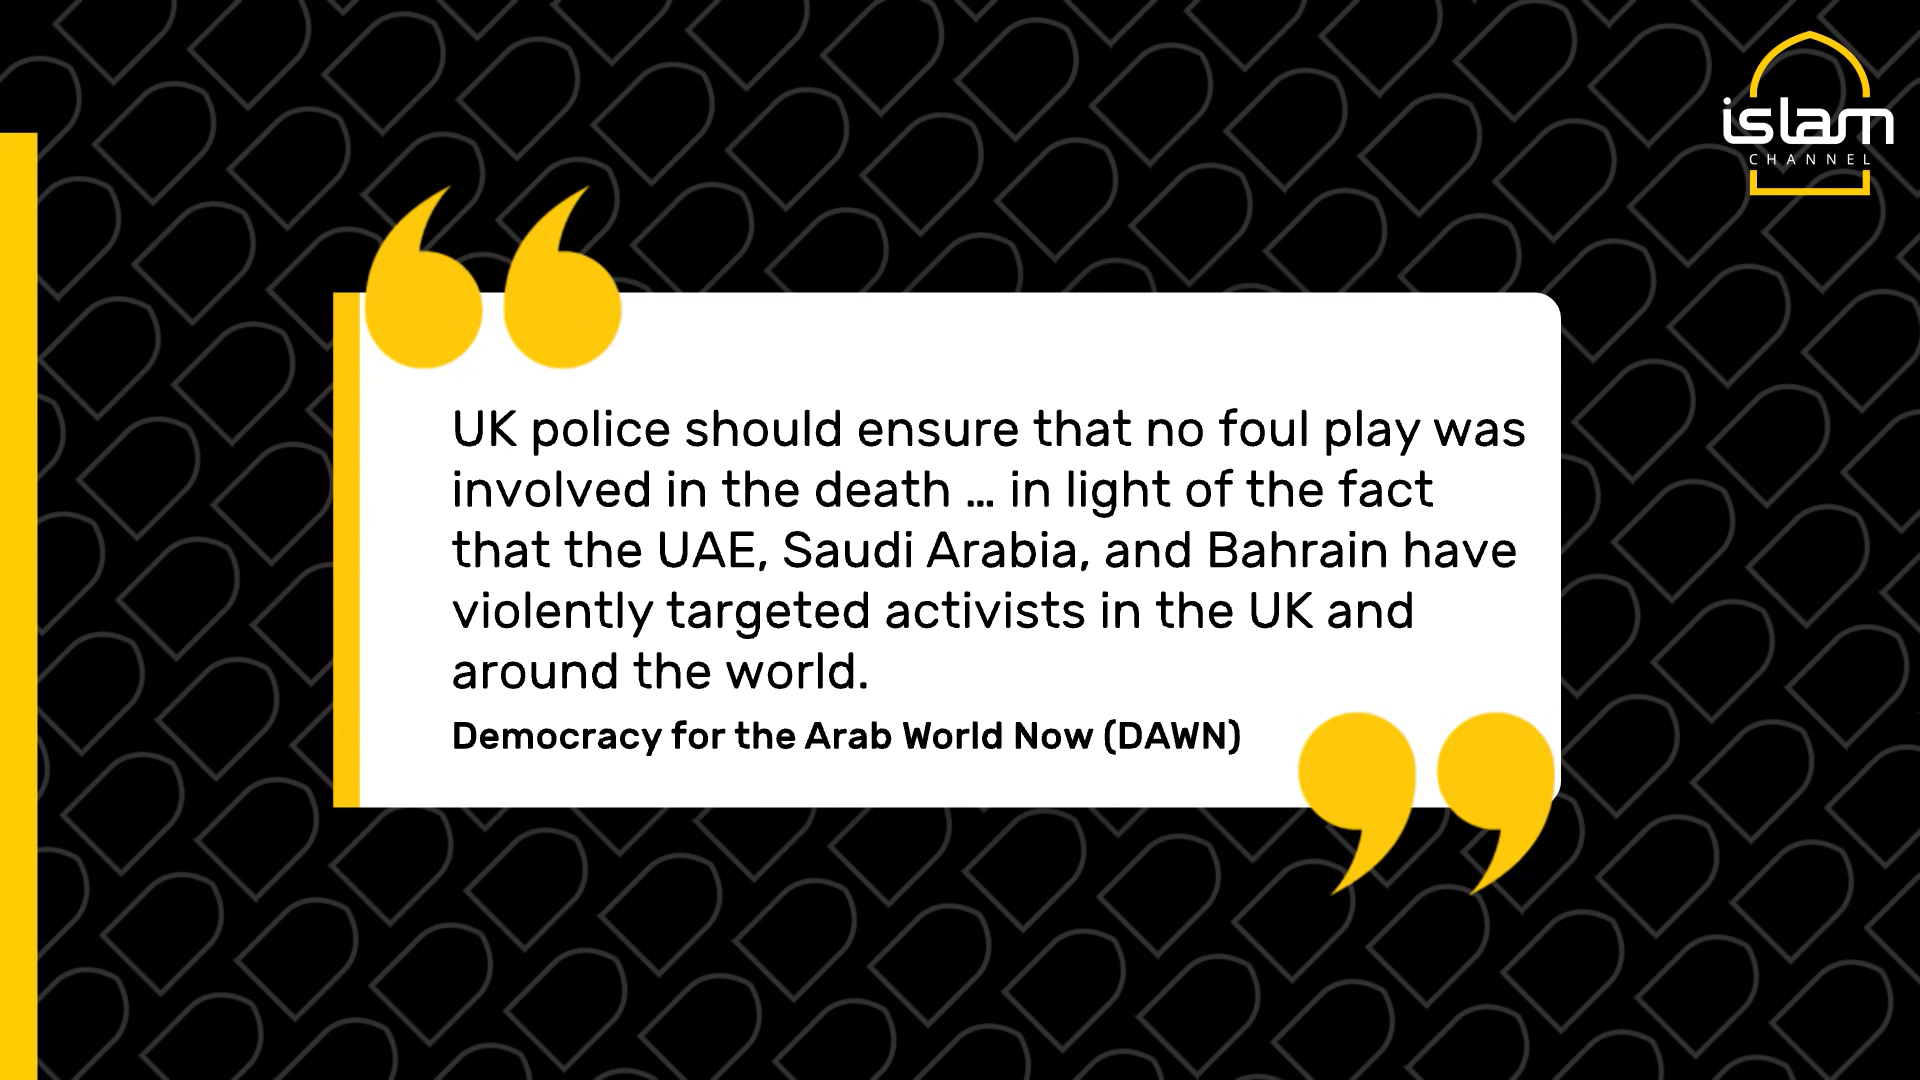 islam
CHANNEL
UK police should ensure that no foul play was
involved in the death ... in light of the fact
that the UAE, Saudi Arabia, and Bahrain have
violently targeted activists in the UK and
around the world.
Democracy for the Arab World Now (DAWN)